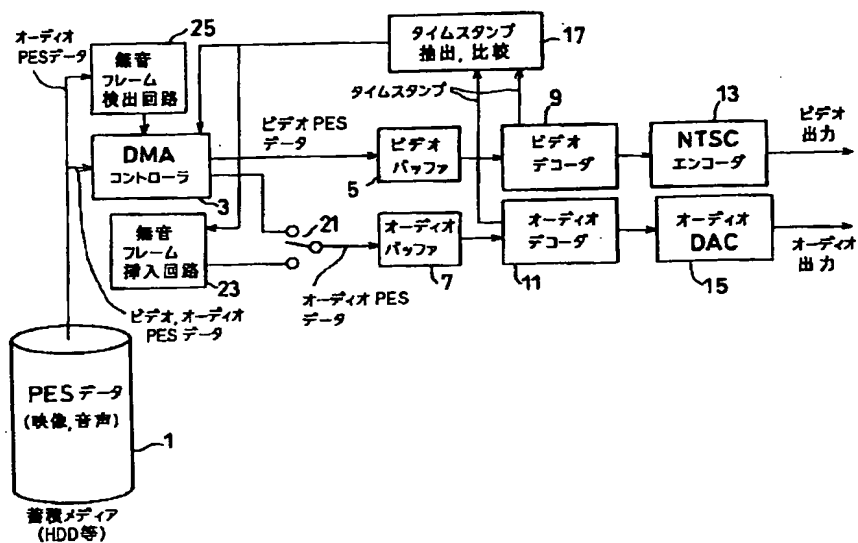 オーディオ
PESデータ
25
無音
フレーム
検出回路
タイムスタンプ
抽出,比較
17
タイムスタンプ
DMA
コントローラ
3
ビデオ PES
データ
ビデオ
バッファ
5
9
ビデオ
デコーダ
13
NTSC
エンコーダ
ビデオ
出力
無音
フレーム
挿入回路
23
21
オーディオ
バッファ
7
オーディオ PES
データ
オーディオ
デコーダ
11
オーディオ
DAC
15
オーディオ
出力
ビデオ,オーディオ
PES データ
PESデータ
(映像,音声)
1
蓄積メディア
(HDD等)